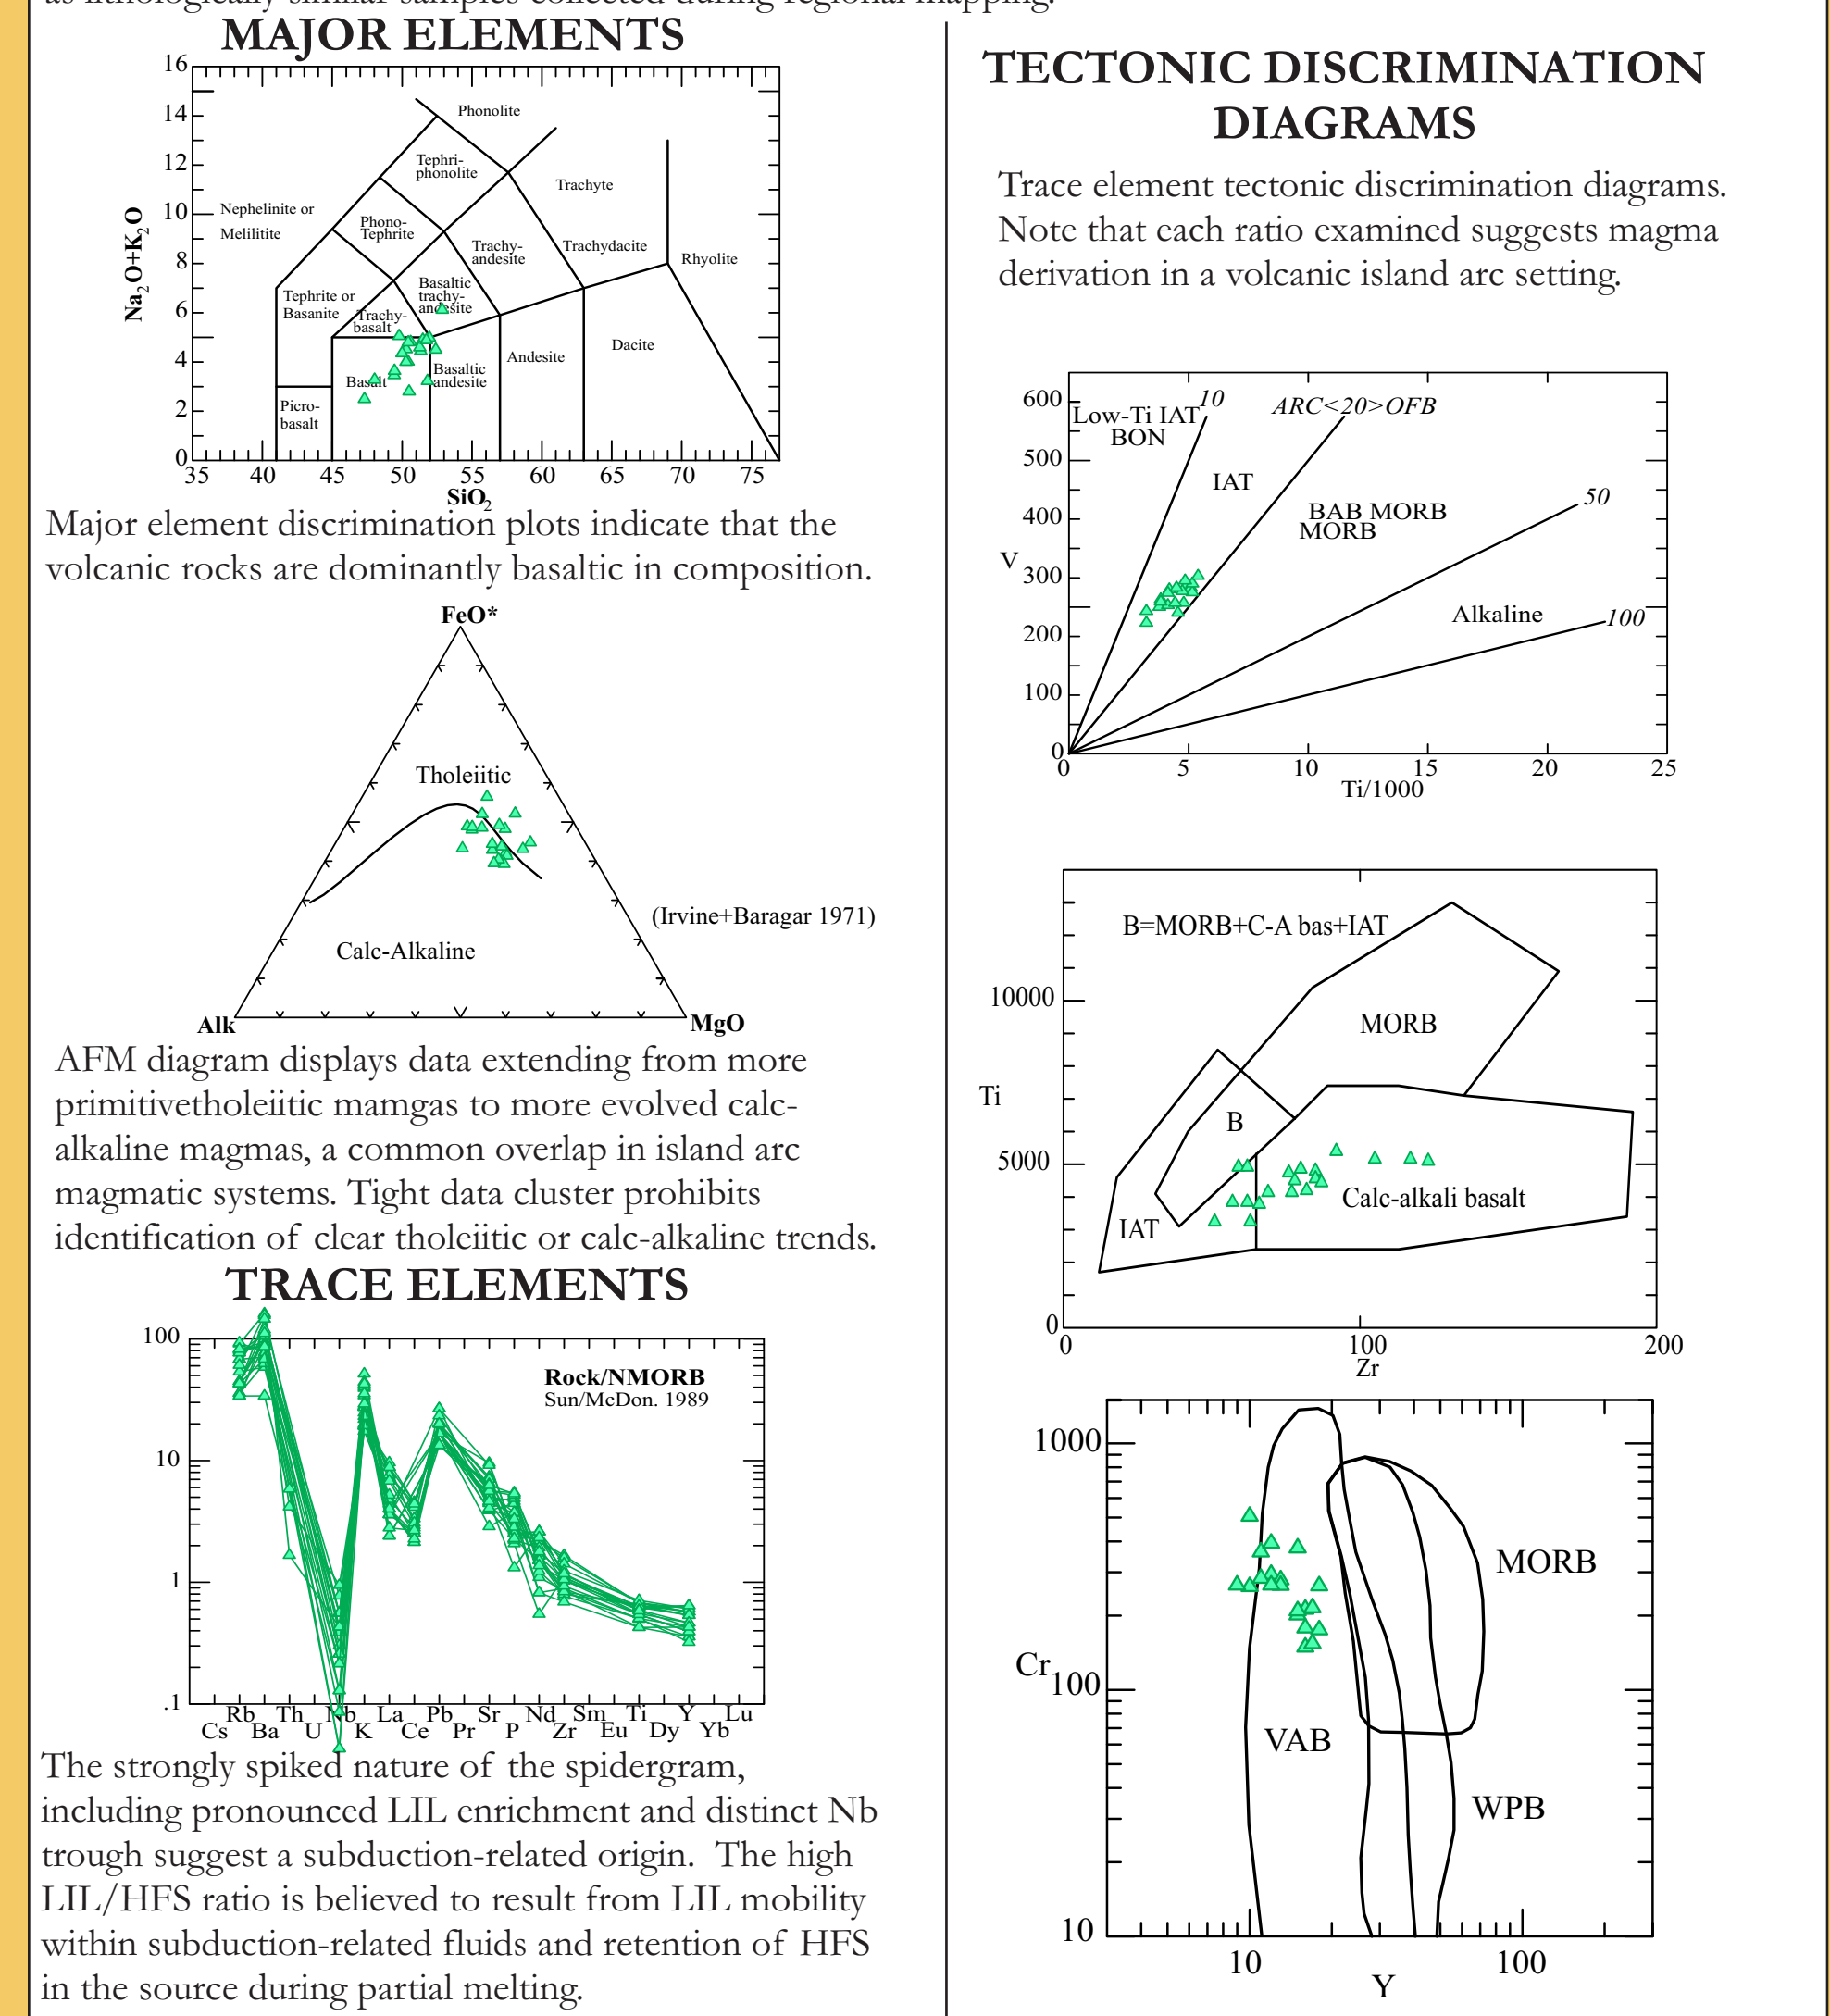 as lithologically similar samples collected during regional mapping.
MAJOR ELEMENTS
16
14
12
10
8
6
4
2
0
Na2O+K2O
Phonolite
Tephri-
phonolite
Trachyte
Nephelinite or
Melilitite
Phono-
Tephrite
Trachy-
andesite
Trachydacite
Rhyolite
Tephrite or
Basanite
Basaltic
trachy-
andesite
Trachy-
basalt
Basalt
Basaltic
andesite
Andesite
Dacite
Picro-
basalt
35 40 45 50 55 60 65 70 75
SiO2
Major element discrimination plots indicate that the
volcanic rocks are dominantly basaltic in composition.
FeO*
Tholeiitic
Calc-Alkaline
(Irvine+Baragar 1971)
Alk
MgO
AFM diagram displays data extending from more
primitivetholeiitic mamgas to more evolved calc-
alkaline magmas, a common overlap in island arc
magmatic systems. Tight data cluster prohibits
identification of clear tholeiitic or calc-alkaline trends.
TRACE ELEMENTS
100
10
1
.1
Rock/NMORB
Sun/McDon. 1989
Rb Th Nb La Pb Sr Nd Sm Ti Y Lu
Cs Ba U K Ce Pr P Zr Eu Dy Yb
The strongly spiked nature of the spidergram,
including pronounced LIL enrichment and distinct Nb
trough suggest a subduction-related origin. The high
LIL/HFS ratio is believed to result from LIL mobility
within subduction-related fluids and retention of HFS
in the source during partial melting.
TECTONIC DISCRIMINATION
DIAGRAMS
Trace element tectonic discrimination diagrams.
Note that each ratio examined suggests magma
derivation in a volcanic island arc setting.
600
500
400
300
200
100
0
V
Low-Ti IAT
BON
10
ARC<20>OFB
IAT
BAB MORB
MORB
50
Alkaline
100
0 5 10 15 20 25
Ti/1000
B=MORB+C-A bas+IAT
10000
5000
0
Ti
MORB
B
IAT
Calc-alkali basalt
0 100 200
Zr
1000
100
10
Cr
MORB
VAB
WPB
10 100
Y